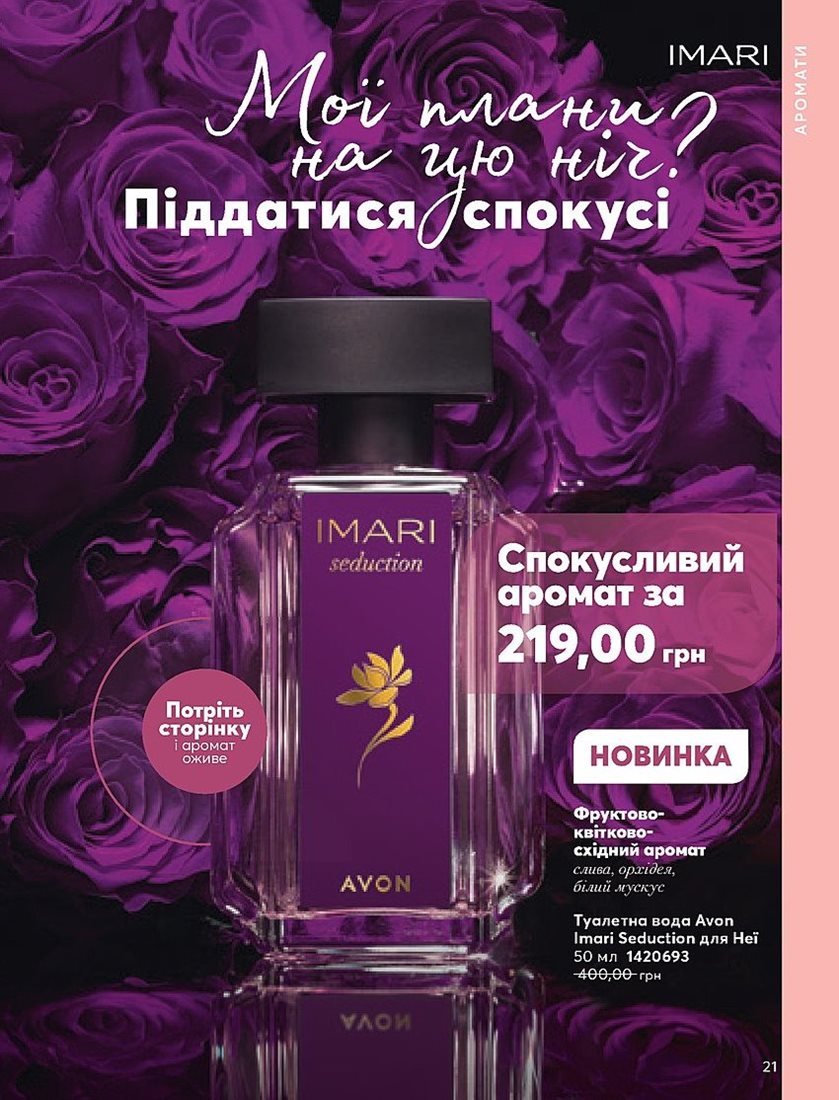 IMARI
АРОМАТИ
Мої плани
на цю ніч?
Піддатися спокусі
IMARI
seduction
Спокусливий
аромат за
219,00 грн
Потріть
сторінку
і аромат
оживе
НОВИНКА
Фруктово-
квітково-
східний аромат
слива, орхідея,
білий мускус
AVON
Туалетна вода Avon
Imari Seduction для Неї
50 мл 1420693
400,00 грн
AVON
21